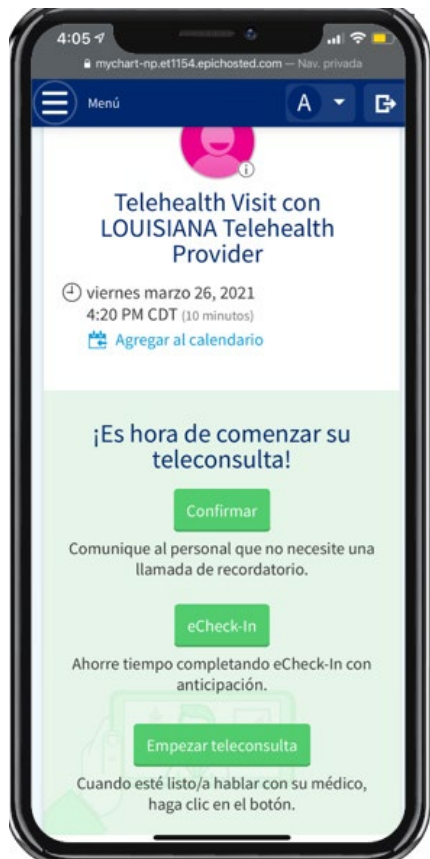 4:05
mychart-np.et1154.epichosted.com — Nav. privada
Menú A
Telehealth Visit con
LOUISIANA Telehealth
Provider
viernes marzo 26, 2021
4:20 PM CDT (10 minutos)
Agregar al calendario
¡Es hora de comenzar su
teleconsulta!
Confirmar
Comunique al personal que no necesite una
llamada de recordatorio.
eCheck-In
Ahorre tiempo completando eCheck-In con
anticipación.
Empezar teleconsulta
Cuando esté listo/a hablar con su médico,
haga clic en el botón.